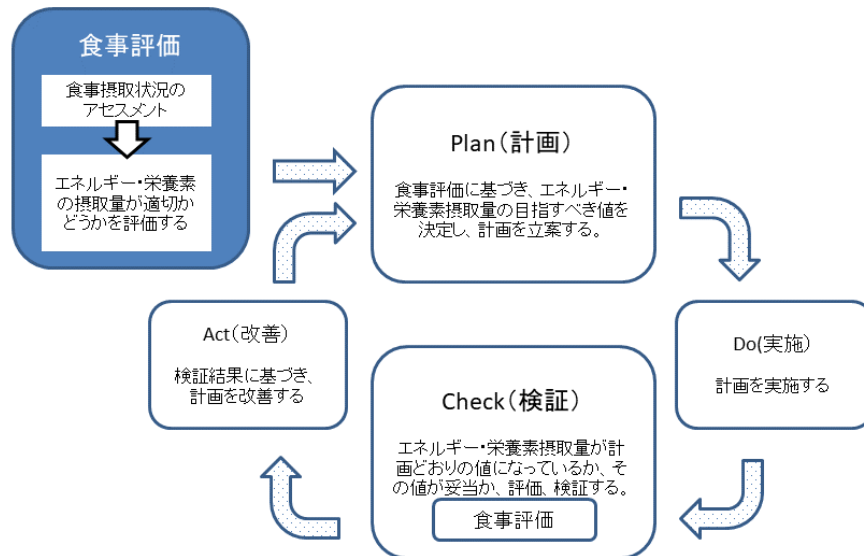 食事評価
食事摂取状況の
アセスメント
エネルギー・栄養素
の摂取量が適切か
どうかを評価する
Plan(計画)
食事評価に基づき、エネルギー・
栄養素摂取量の目指すべき値を
決定し、計画を立案する。
Do(実施)
計画を実施する
Check(検証)
エネルギー・栄養素摂取量が計
画どおりの値になっているか、そ
の値が妥当か、評価、検証する。
食事評価
Act(改善)
検証結果に基づき、
計画を改善する